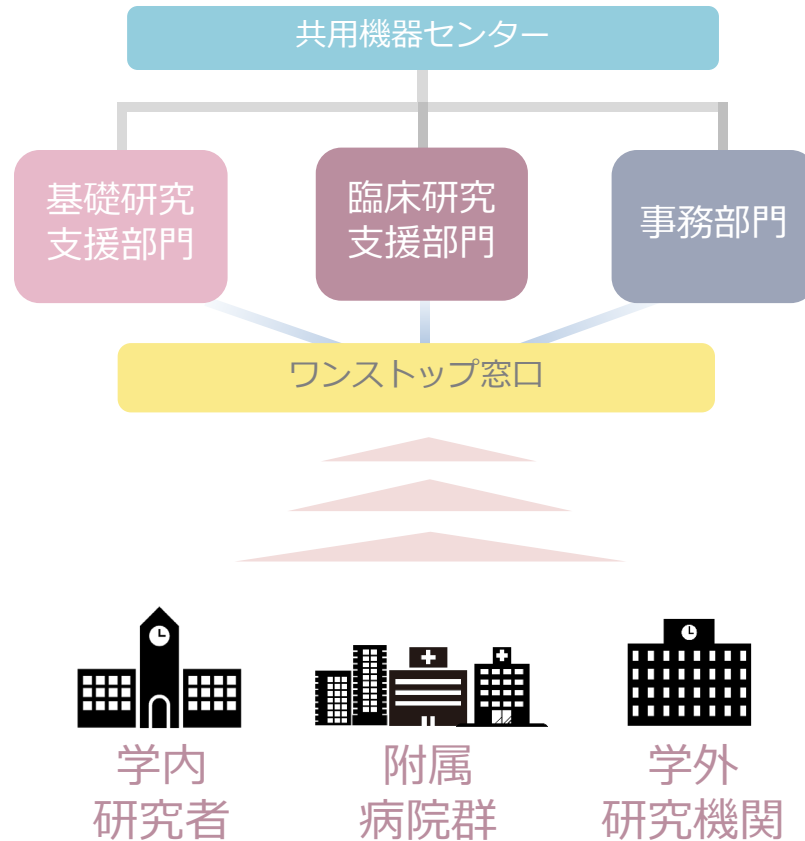 共用機器センター
基礎研究
支援部門
臨床研究
支援部門
事務部門
ワンストップ窓口
学内
研究者
附属
病院群
学外
研究機関